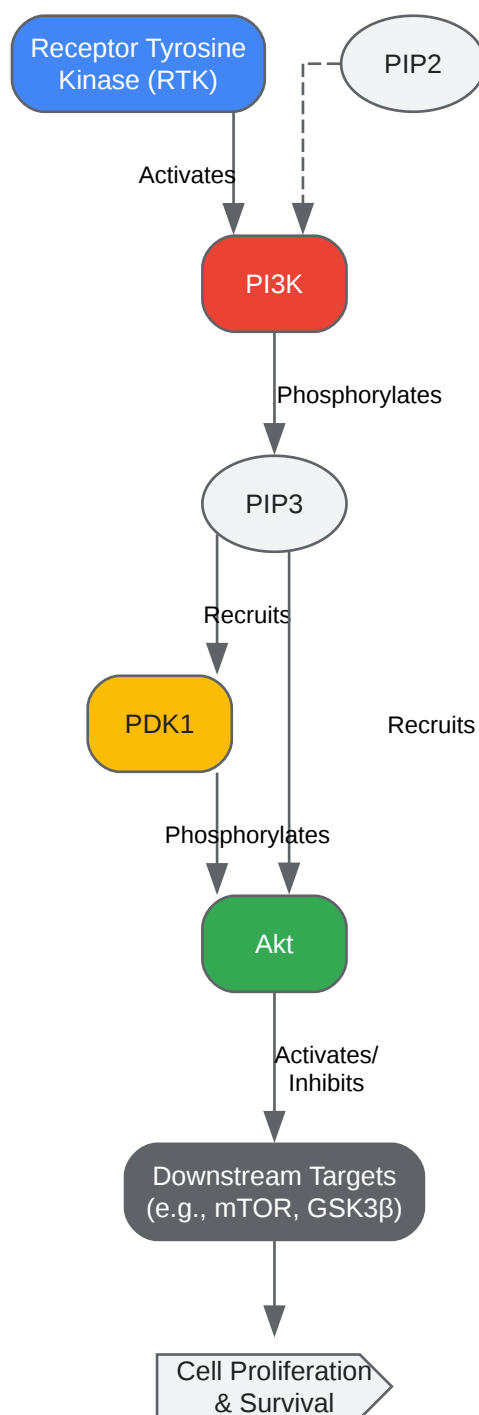 Receptor Tyrosine
Kinase (RTK)
PIP2
Activates
PI3K
Phosphorylates
PIP3
Recruits
PDK1
Recruits
Phosphorylates
Akt
Activates/
Inhibits
Downstream Targets
(e.g., mTOR, GSK3β)
Cell Proliferation
& Survival